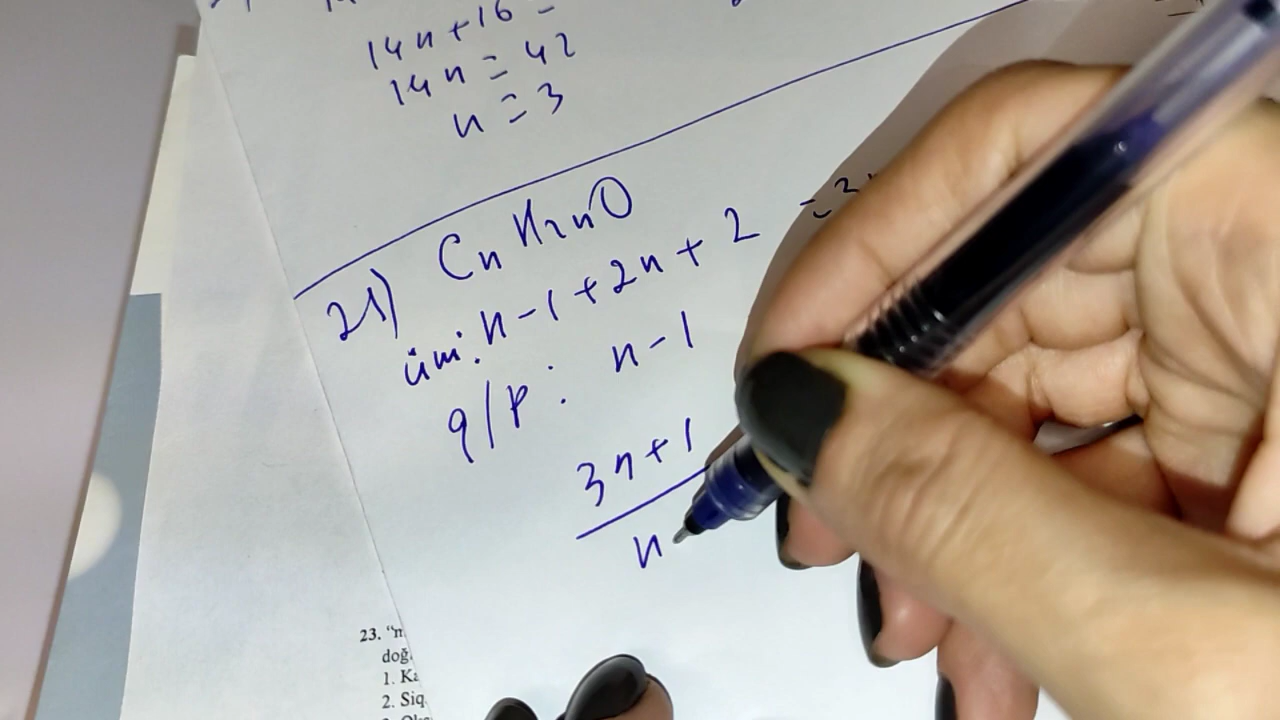 14n+16 =
14n = 42
n = 3
21) CnH2nO
üm: n-1+2n+2 = 3
q/p: n-1
3n+1
n
23. "n
doğ
1. Ka
2. Siq